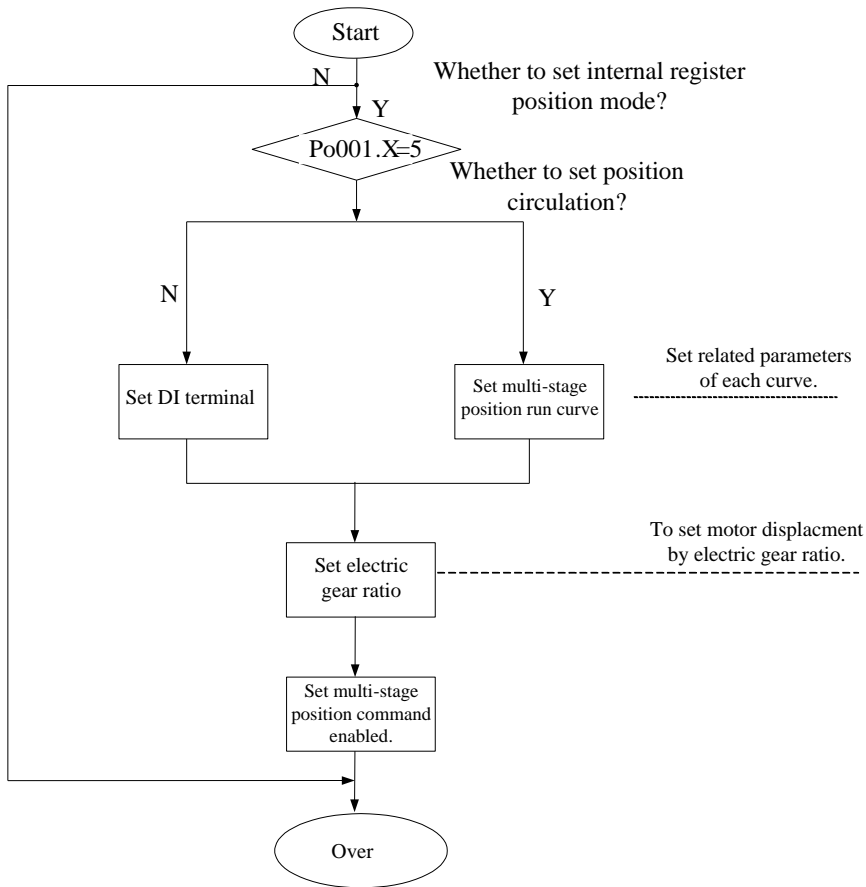 Start
N
Whether to set internal register
position mode?
Y
Po001.X=5
Whether to set position
circulation?
N
Y
Set related parameters
of each curve.
Set DI terminal
Set multi-stage
position run curve
To set motor displacment
by electric gear ratio.
Set electric
gear ratio
Set multi-stage
position command
enabled.
Over